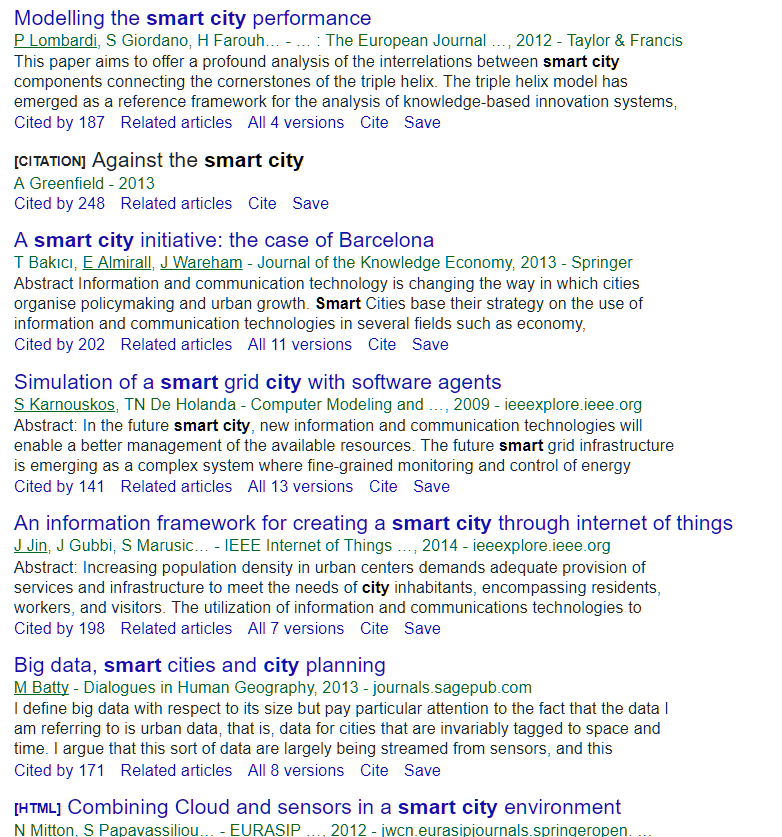 Modelling the smart city performance
P Lombardi, S Giordano, H Farouh… - … : The European Journal …, 2012 - Taylor & Francis
This paper aims to offer a profound analysis of the interrelations between smart city
components connecting the cornerstones of the triple helix. The triple helix model has
emerged as a reference framework for the analysis of knowledge-based innovation systems,
Cited by 187 Related articles All 4 versions Cite Save
[CITATION] Against the smart city
A Greenfield - 2013
Cited by 248 Related articles Cite Save
A smart city initiative: the case of Barcelona
T Bakıcı, E Almirall, J Wareham - Journal of the Knowledge Economy, 2013 - Springer
Abstract Information and communication technology is changing the way in which cities
organise policymaking and urban growth. Smart Cities base their strategy on the use of
information and communication technologies in several fields such as economy,
Cited by 202 Related articles All 11 versions Cite Save
Simulation of a smart grid city with software agents
S Karnouskos, TN De Holanda - Computer Modeling and …, 2009 - ieeexplore.ieee.org
Abstract: In the future smart city, new information and communication technologies will
enable a better management of the available resources. The future smart grid infrastructure
is emerging as a complex system where fine-grained monitoring and control of energy
Cited by 141 Related articles All 13 versions Cite Save
An information framework for creating a smart city through internet of things
J Jin, J Gubbi, S Marusic… - IEEE Internet of Things …, 2014 - ieeexplore.ieee.org
Abstract: Increasing population density in urban centers demands adequate provision of
services and infrastructure to meet the needs of city inhabitants, encompassing residents,
workers, and visitors. The utilization of information and communications technologies to
Cited by 198 Related articles All 7 versions Cite Save
Big data, smart cities and city planning
M Batty - Dialogues in Human Geography, 2013 - journals.sagepub.com
I define big data with respect to its size but pay particular attention to the fact that the data I
am referring to is urban data, that is, data for cities that are invariably tagged to space and
time. I argue that this sort of data are largely being streamed from sensors, and this
Cited by 171 Related articles All 8 versions Cite Save
[HTML] Combining Cloud and sensors in a smart city environment
N Mitton, S Papavassiliou… - EURASIP …, 2012 - jwcn.eurasipjournals.springeropen. …